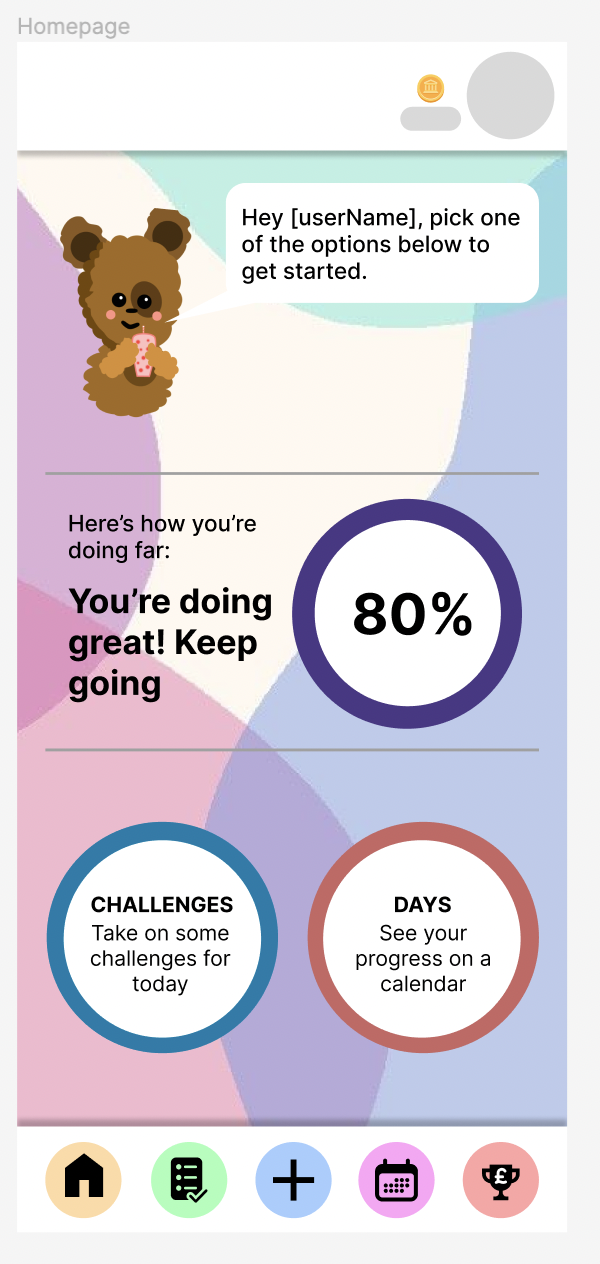 Homepage
Hey [userName], pick one
of the options below to
get started.
Here’s how you’re
doing far:
You’re doing
great! Keep
going
80%
CHALLENGES
Take on some
challenges for
today
DAYS
See your
progress on a
calendar
£